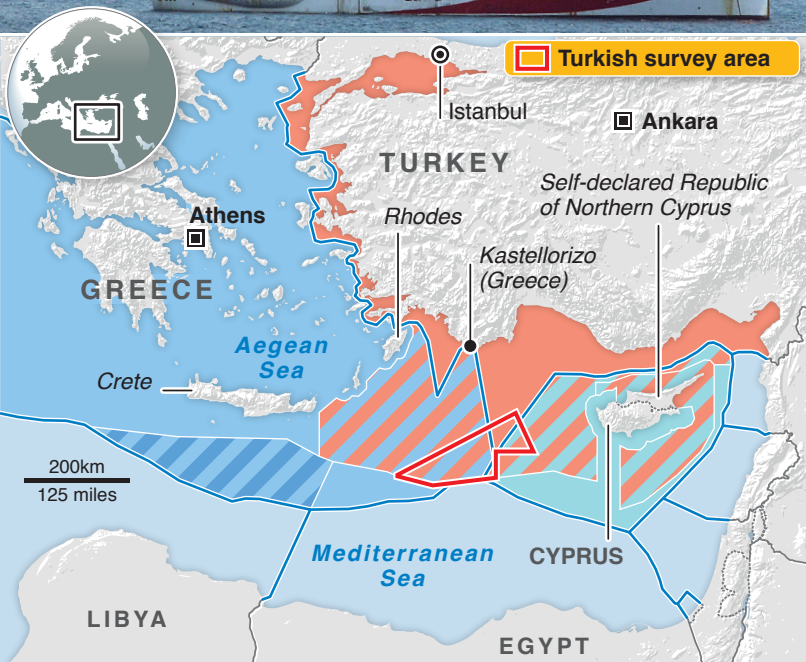 Turkish survey area
Istanbul
Ankara
TURKEY
Self-declared Republic
of Northern Cyprus
Rhodes
Athens
Kastellorizo
(Greece)
GREECE
Aegean
Sea
Crete
200km
125 miles
Mediterranean
Sea
CYPRUS
LIBYA
EGYPT